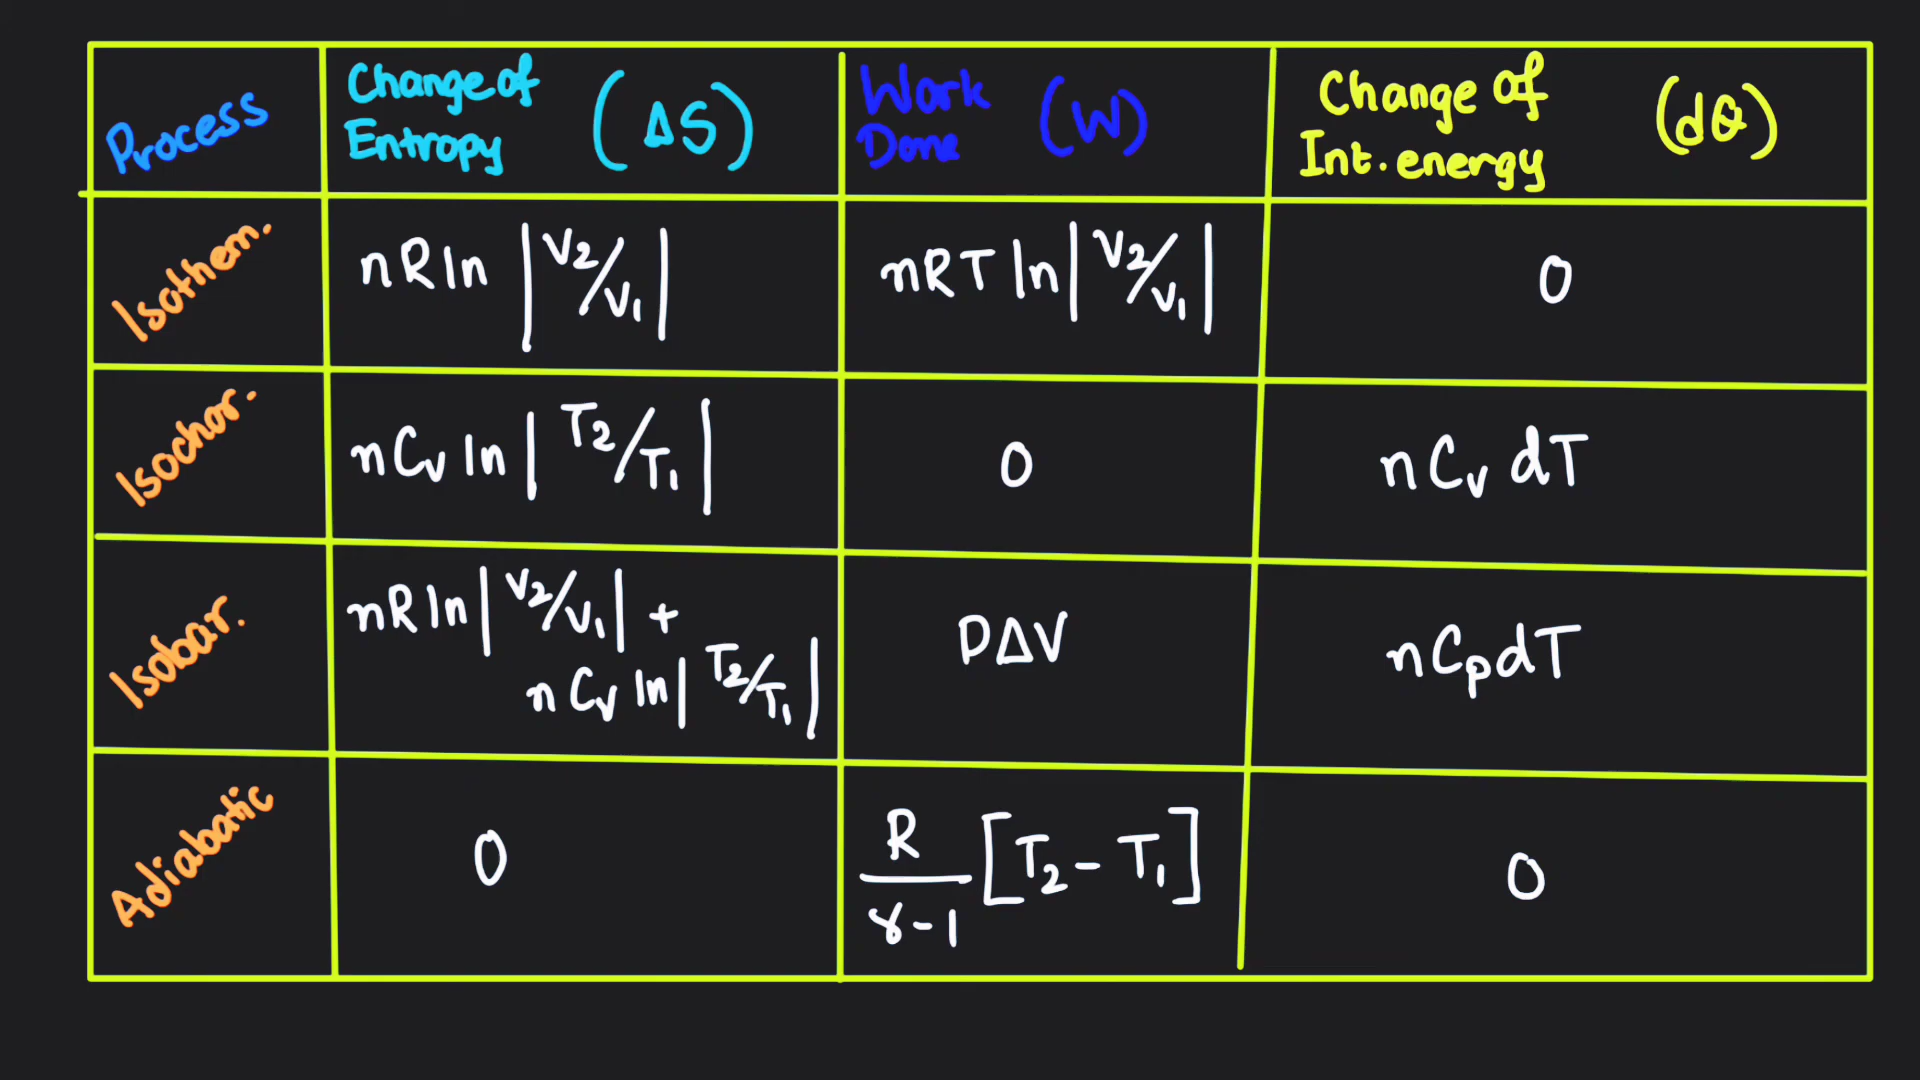 Process
Change of
Entropy (ΔS)
Work
Done (W)
Change of
Int. energy (dQ)
Isothem.
nR ln |V₂/V₁|
nRT ln |V₂/V₁|
0
Isochor.
nCᵥ ln | T₂/T₁ |
0
nCᵥ dT
Isobar.
nR ln | V₂/V₁ | +
nCᵥ ln | T₂/T₁ |
PΔV
nCₚdT
Adiabatic
0
R
γ-1
[T₂ - T₁]
0